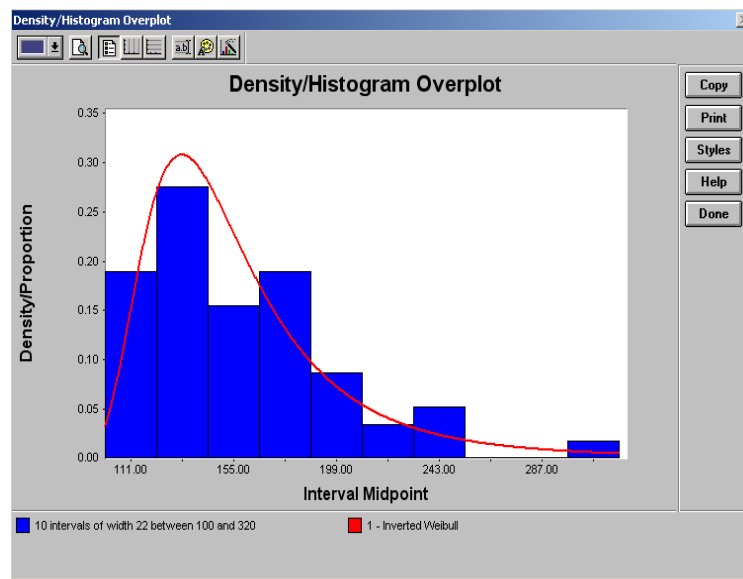 Density/Histogram Overplot
a.b
Density/Histogram Overplot
Copy
Print
Styles
Help
Done
Density/Proportion
0.35
0.30
0.25
0.20
0.15
0.10
0.05
0.00
111.00 155.00 199.00 243.00 287.00
Interval Midpoint
10 intervals of width 22 between 100 and 320
1 - Inverted Weibull